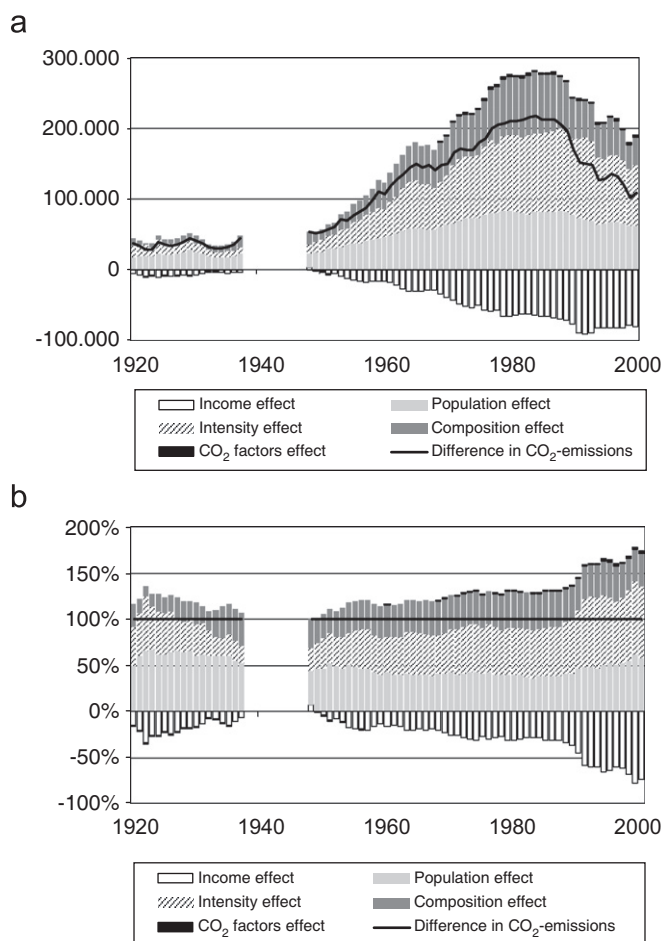 a
300.000
200.000
100.000
0
-100.000
1920 1940 1960 1980 2000
Income effect Population effect
Intensity effect Composition effect
CO2 factors effect Difference in CO2-emissions
b
200%
150%
100%
50%
0%
-50%
-100%
1920 1940 1960 1980 2000
Income effect Population effect
Intensity effect Composition effect
CO2 factors effect Difference in CO2-emissions